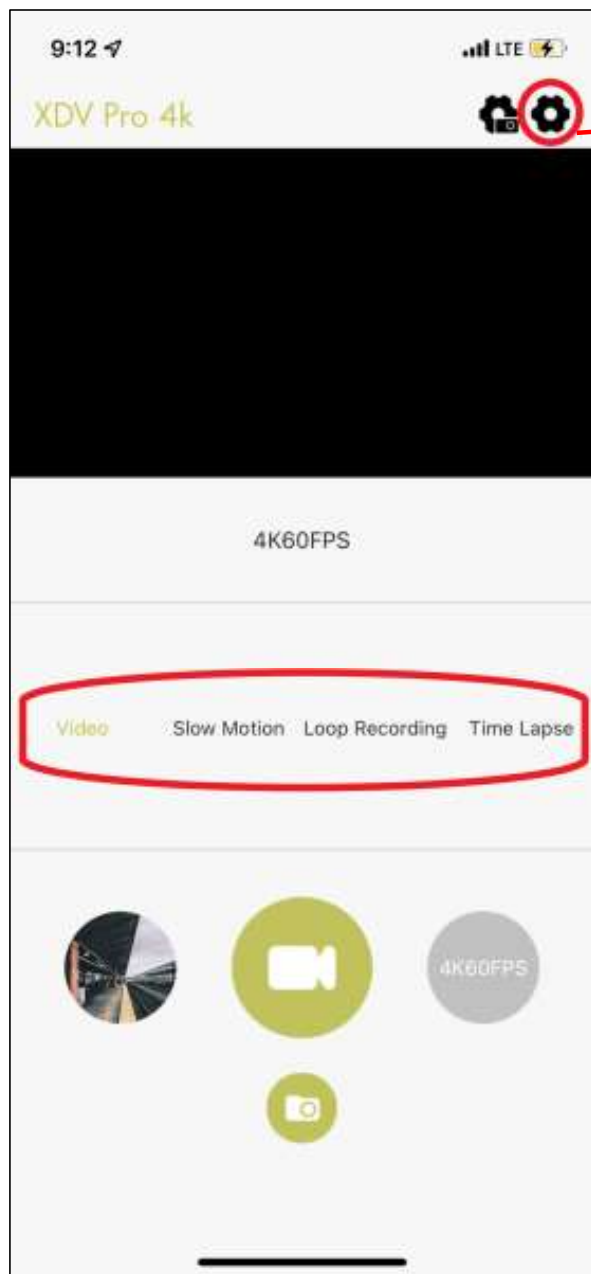 9:12
LTE
XDV Pro 4k
4K60FPS
Video Slow Motion Loop Recording Time Lapse
4K60FPS